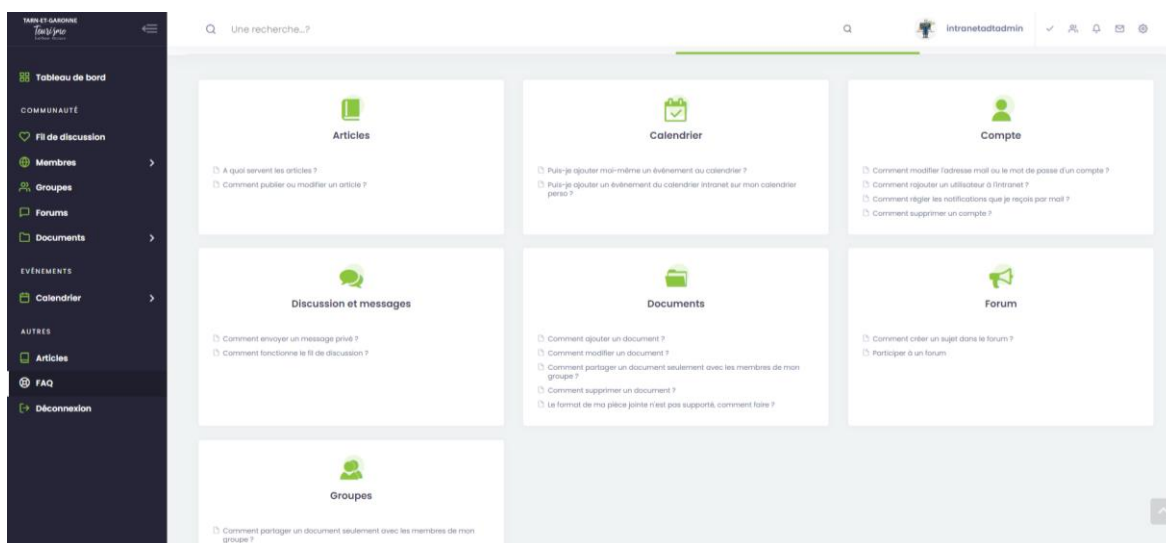 TARN-ET-GARONNE
Tourisme
Une recherche...?
intranetadtadmin
Tableau de bord
COMMUNAUTÉ
Fil de discussion
Membres
Groupes
Forums
Documents
EVÉNEMENTS
Calendrier
AUTRES
Articles
FAQ
Déconnexion
Articles
A quoi servent les articles ?
Comment publier ou modifier un article ?
Calendrier
Puis-je ajouter moi-même un événement au calendrier ?
Puis-je ajouter un événement du calendrier intranet sur mon calendrier
perso ?
Compte
Comment modifier l'adresse mail ou le mot de passe d'un compte ?
Comment rajouter un utilisateur à l'intranet ?
Comment régler les notifications que je reçois par mail ?
Comment supprimer un compte ?
Discussion et messages
Comment envoyer un message privé ?
Comment fonctionne le fil de discussion ?
Documents
Comment ajouter un document ?
Comment modifier un document ?
Comment partager un document seulement avec les membres de mon
groupe ?
Comment supprimer un document ?
Le format de ma pièce jointe n'est pas supporté, comment faire ?
Forum
Comment créer un sujet dans le forum ?
Participer à un forum
Groupes
Comment partager un document seulement avec les membres de mon
groupe ?